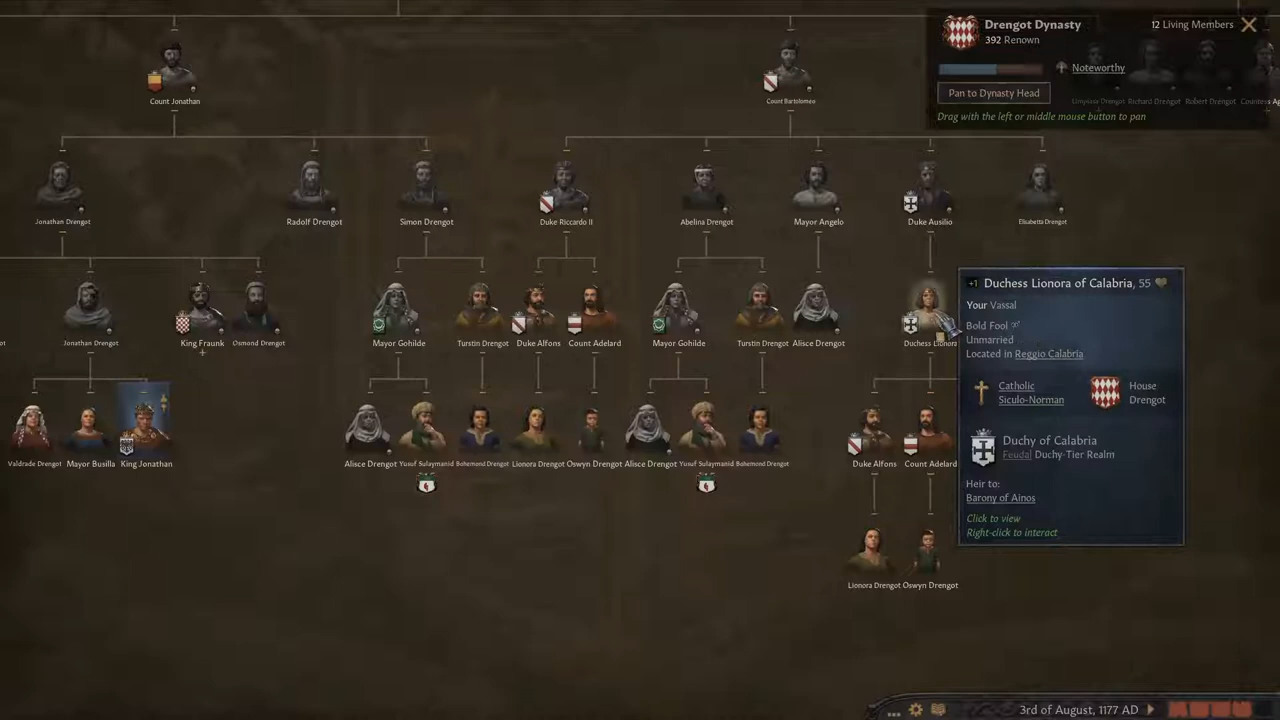 Drengot Dynasty
12 Living Members
392 Renown
Noteworthy
Pan to Dynasty Head
Richard Drengot
Robert Drengot
Drag with the left or middle mouse button to pan
Count Jonathan
Count Bartolomeo
Jonathan Drengot
Radolf Drengot
Simon Drengot
Duke Riccardo II
Abelina Drengot
Mayor Angelo
Duke Ausilio
Elisabetta Drengot
Jonathan Drengot
King Fraunk
Osmond Drengot
Mayor Gohilde
Turstin Drengot
Duke Alfons
Count Adelard
Mayor Gohilde
Turstin Drengot
Alisce Drengot
Duchess Lionora
Valdrade Drengot
Mayor Busilla
King Jonathan
Alisce Drengot
Yusuf Sulaymanid
Bohemond Drengot
Lionora Drengot
Oswyn Drengot
Alisce Drengot
Yusuf Sulaymanid
Bohemond Drengot
Duke Alfons
Count Adelard
Lionora Drengot
Oswyn Drengot
+1 Duchess Lionora of Calabria, 55
Your Vassal
Bold Fool
Unmarried
Located in Reggio Calabria
Catholic
Siculo-Norman
House
Drengot
Duchy of Calabria
Feudal Duchy-Tier Realm
Heir to:
Barony of Ainos
Click to view
Right-click to interact
3rd of August, 1177 AD